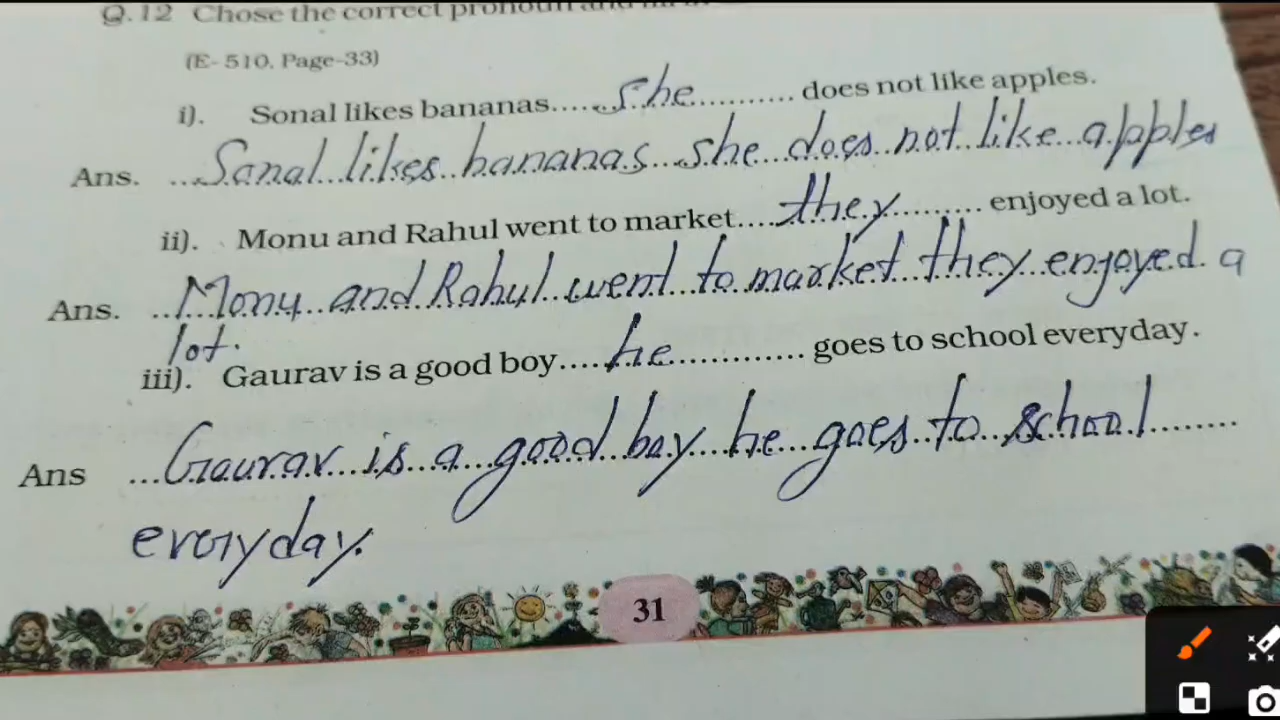 Q.12 Chose the correct pronoun and
(E- 510, Page-33)
i). Sonal likes bananas.....she.......... does not like apples.
Ans. ...Sanal likes bananas she does not like apples
ii). Monu and Rahul went to market....they.......... enjoyed a lot.
Ans. ...Monu and Rahul went to market they enjoyed a
lot.
iii). Gaurav is a good boy.....he............ goes to school everyday.
Ans ...Gaurav is a good boy he goes to school........
everyday.
31